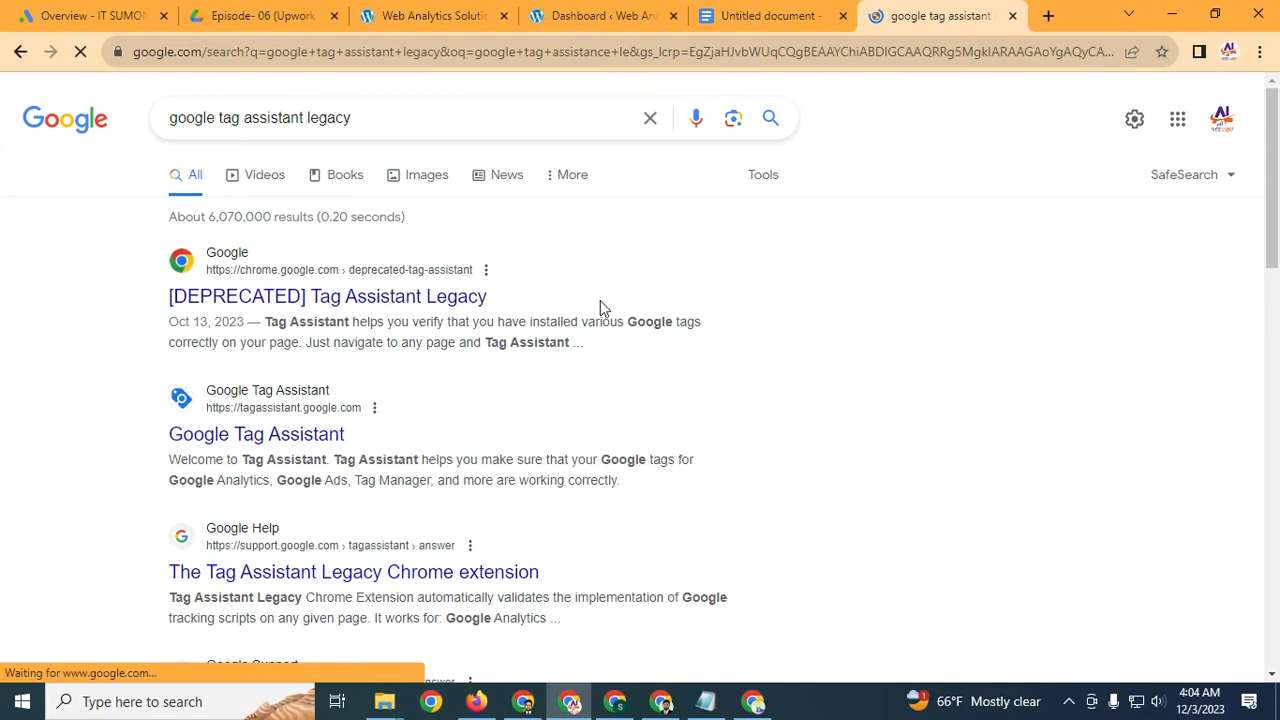 Overview - IT SUMON
Episode- 06 (Upwork
Web Analytics Solutio
Dashboard ‹ Web Ana
Untitled document -
google tag assistant
google.com/search?q=google+tag+assistant+legacy&oq=google+tag+assistance+le&gs_lcrp=EgZjaHJvbWUqCQgBEAAYChiABDIGCAAQRRg5MgkIARAAGAoYgAQyCA...
Google
google tag assistant legacy
All
Videos
Books
Images
News
More
Tools
SafeSearch
About 6,070,000 results (0.20 seconds)
Google
https://chrome.google.com › deprecated-tag-assistant
[DEPRECATED] Tag Assistant Legacy
Oct 13, 2023 — Tag Assistant helps you verify that you have installed various Google tags
correctly on your page. Just navigate to any page and Tag Assistant ...
Google Tag Assistant
https://tagassistant.google.com
Google Tag Assistant
Welcome to Tag Assistant. Tag Assistant helps you make sure that your Google tags for
Google Analytics, Google Ads, Tag Manager, and more are working correctly.
Google Help
https://support.google.com › tagassistant › answer
The Tag Assistant Legacy Chrome extension
Tag Assistant Legacy Chrome Extension automatically validates the implementation of Google
tracking scripts on any given page. It works for: Google Analytics ...
Google Support
Waiting for www.google.com...
Type here to search
66°F Mostly clear
4:04 AM
12/3/2023